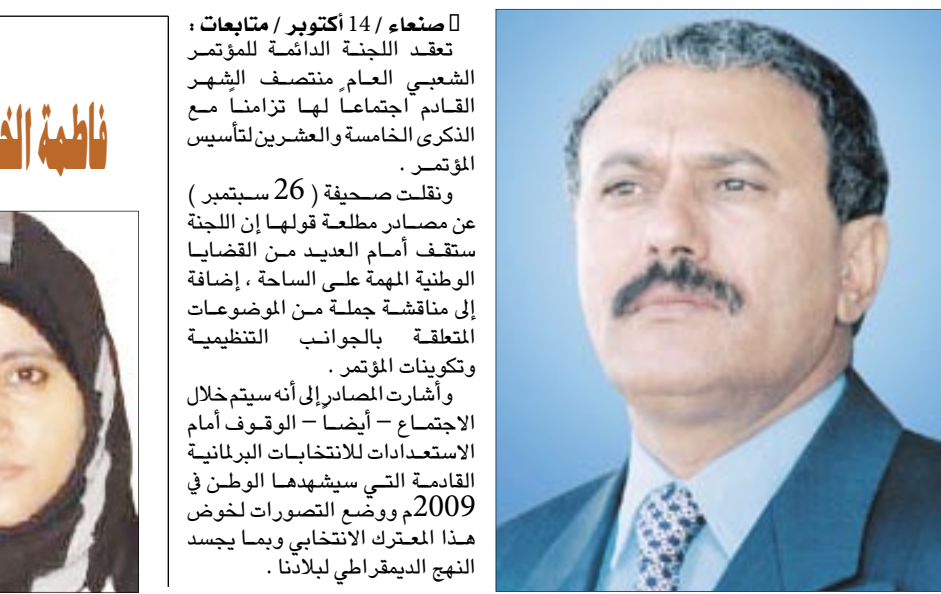 صنعاء / 14 أكتوبر / متابعات :
تعقد اللجنة الدائمة للمؤتمر
الشعبي العام منتصف الشهر
القادم اجتماعاً لها تزامناً مع
الذكرى الخامسة والعشرين لتأسيس
المؤتمر .
ونقلت صحيفة ( 26 سبتمبر )
عن مصادر مطلعة قولها إن اللجنة
ستقف أمام العديد من القضايا
الوطنية المهمة على الساحة ، إضافة
إلى مناقشة جملة من الموضوعات
المتعلقة بالجوانب التنظيمية
وتكوينات المؤتمر .
وأشارت المصادر إلى أنه سيتم خلال
الاجتماع – أيضاً – الوقوف أمام
الاستعدادات للانتخابات البرلمانية
القادمة التي سيشهدها الوطن في
2009م ووضع التصورات لخوض
هذا المعترك الانتخابي وبما يجسد
النهج الديمقراطي لبلادنا .
فاطمة